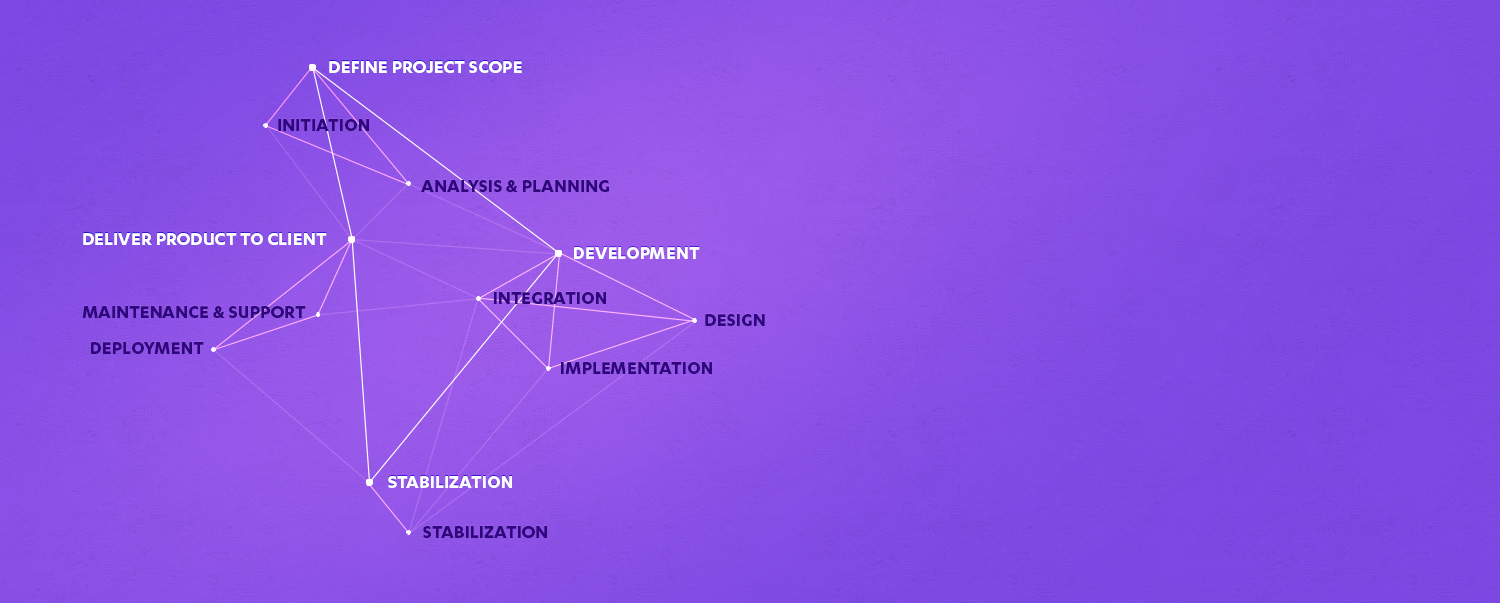 DEFINE PROJECT SCOPE
INITIATION
ANALYSIS & PLANNING
DELIVER PRODUCT TO CLIENT
DEVELOPMENT
INTEGRATION
MAINTENANCE & SUPPORT
DESIGN
DEPLOYMENT
IMPLEMENTATION
STABILIZATION
STABILIZATION